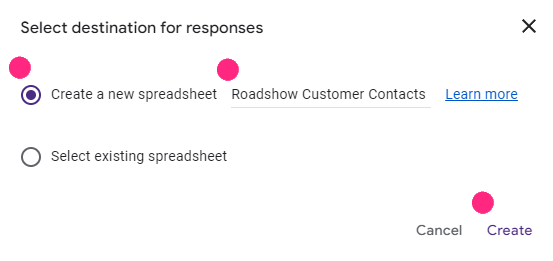 Select destination for responses
Create a new spreadsheet Roadshow Customer Contacts Learn more
Select existing spreadsheet
Cancel Create